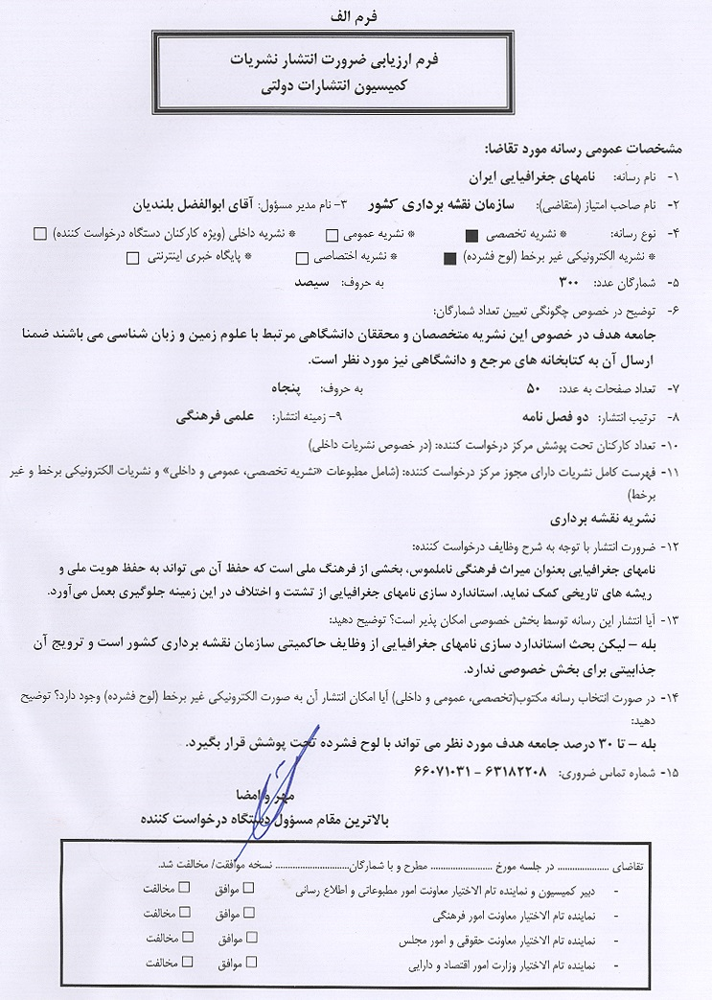 فرم الف
فرم ارزیابی ضرورت انتشار نشریات
کمیسیون انتشارات دولتی
مشخصات عمومی رسانه مورد تقاضا:
۱- نام رسانه: نامهای جغرافیایی ایران
۲- نام صاحب امتیاز (متقاضی): سازمان نقشه برداری کشور ۳- نام مدیر مسؤول: آقای ابوالفضل بلندیان
۴- نوع رسانه: * نشریه تخصصی ■ * نشریه عمومی □ * نشریه داخلی (ویژه کارکنان دستگاه درخواست کننده) □
* نشریه الکترونیکی غیر برخط (لوح فشرده) ■ * نشریه اختصاصی □ * پایگاه خبری اینترنتی □
۵- شمارگان عدد: ۳۰۰ به حروف: سیصد
۶- توضیح در خصوص چگونگی تعیین تعداد شمارگان:
جامعه هدف در خصوص این نشریه متخصصان و محققان دانشگاهی مرتبط با علوم زمین و زبان شناسی می باشند ضمنا
ارسال آن به کتابخانه های مرجع و دانشگاهی نیز مورد نظر است.
۷- تعداد صفحات به عدد: ۵۰ به حروف: پنجاه
۸- ترتیب انتشار: دو فصل نامه ۹- زمینه انتشار: علمی فرهنگی
۱۰- تعداد کارکنان تحت پوشش مرکز درخواست کننده: (در خصوص نشریات داخلی)
۱۱- فهرست کامل نشریات دارای مجوز مرکز درخواست کننده: (شامل مطبوعات «نشریه تخصصی، عمومی و داخلی» و نشریات الکترونیکی برخط و غیر
برخط)
نشریه نقشه برداری
۱۲- ضرورت انتشار با توجه به شرح وظایف درخواست کننده:
نامهای جغرافیایی بعنوان میراث فرهنگی ناملموس، بخشی از فرهنگ ملی است که حفظ آن می تواند به حفظ هویت ملی و
ریشه های تاریخی کمک نماید. استاندارد سازی نامهای جغرافیایی از تشتت و اختلاف در این زمینه جلوگیری بعمل می‌آورد.
۱۳- آیا انتشار این رسانه توسط بخش خصوصی امکان پذیر است؟ توضیح دهید:
بله – لیکن بحث استاندارد سازی نامهای جغرافیایی از وظایف حاکمیتی سازمان نقشه برداری کشور است و ترویج آن
جذابیتی برای بخش خصوصی ندارد.
۱۴- در صورت انتخاب رسانه مکتوب(تخصصی، عمومی و داخلی) آیا امکان انتشار آن به صورت الکترونیکی غیر برخط (لوح فشرده) وجود دارد؟ توضیح
دهید:
بله – تا ۳۰ درصد جامعه هدف مورد نظر می تواند با لوح فشرده تحت پوشش قرار بگیرد.
۱۵- شماره تماس ضروری: ۶۳۱۸۲۲۰۸ – ۶۶۰۷۱۰۳۱
مهر و امضا
بالاترین مقام مسؤول دستگاه درخواست کننده
تقاضای .................... در جلسه مورخ ........................ مطرح و با شمارگان............................. نسخه موافقت/ مخالفت شد.
- دبیر کمیسیون و نماینده تام الاختیار معاونت امور مطبوعاتی و اطلاع رسانی □ موافق □ مخالفت
- نماینده تام الاختیار معاونت امور فرهنگی □ موافق □ مخالفت
- نماینده تام الاختیار معاونت حقوقی و امور مجلس □ موافق □ مخالفت
- نماینده تام الاختیار وزارت امور اقتصاد و دارایی □ موافق □ مخالفت